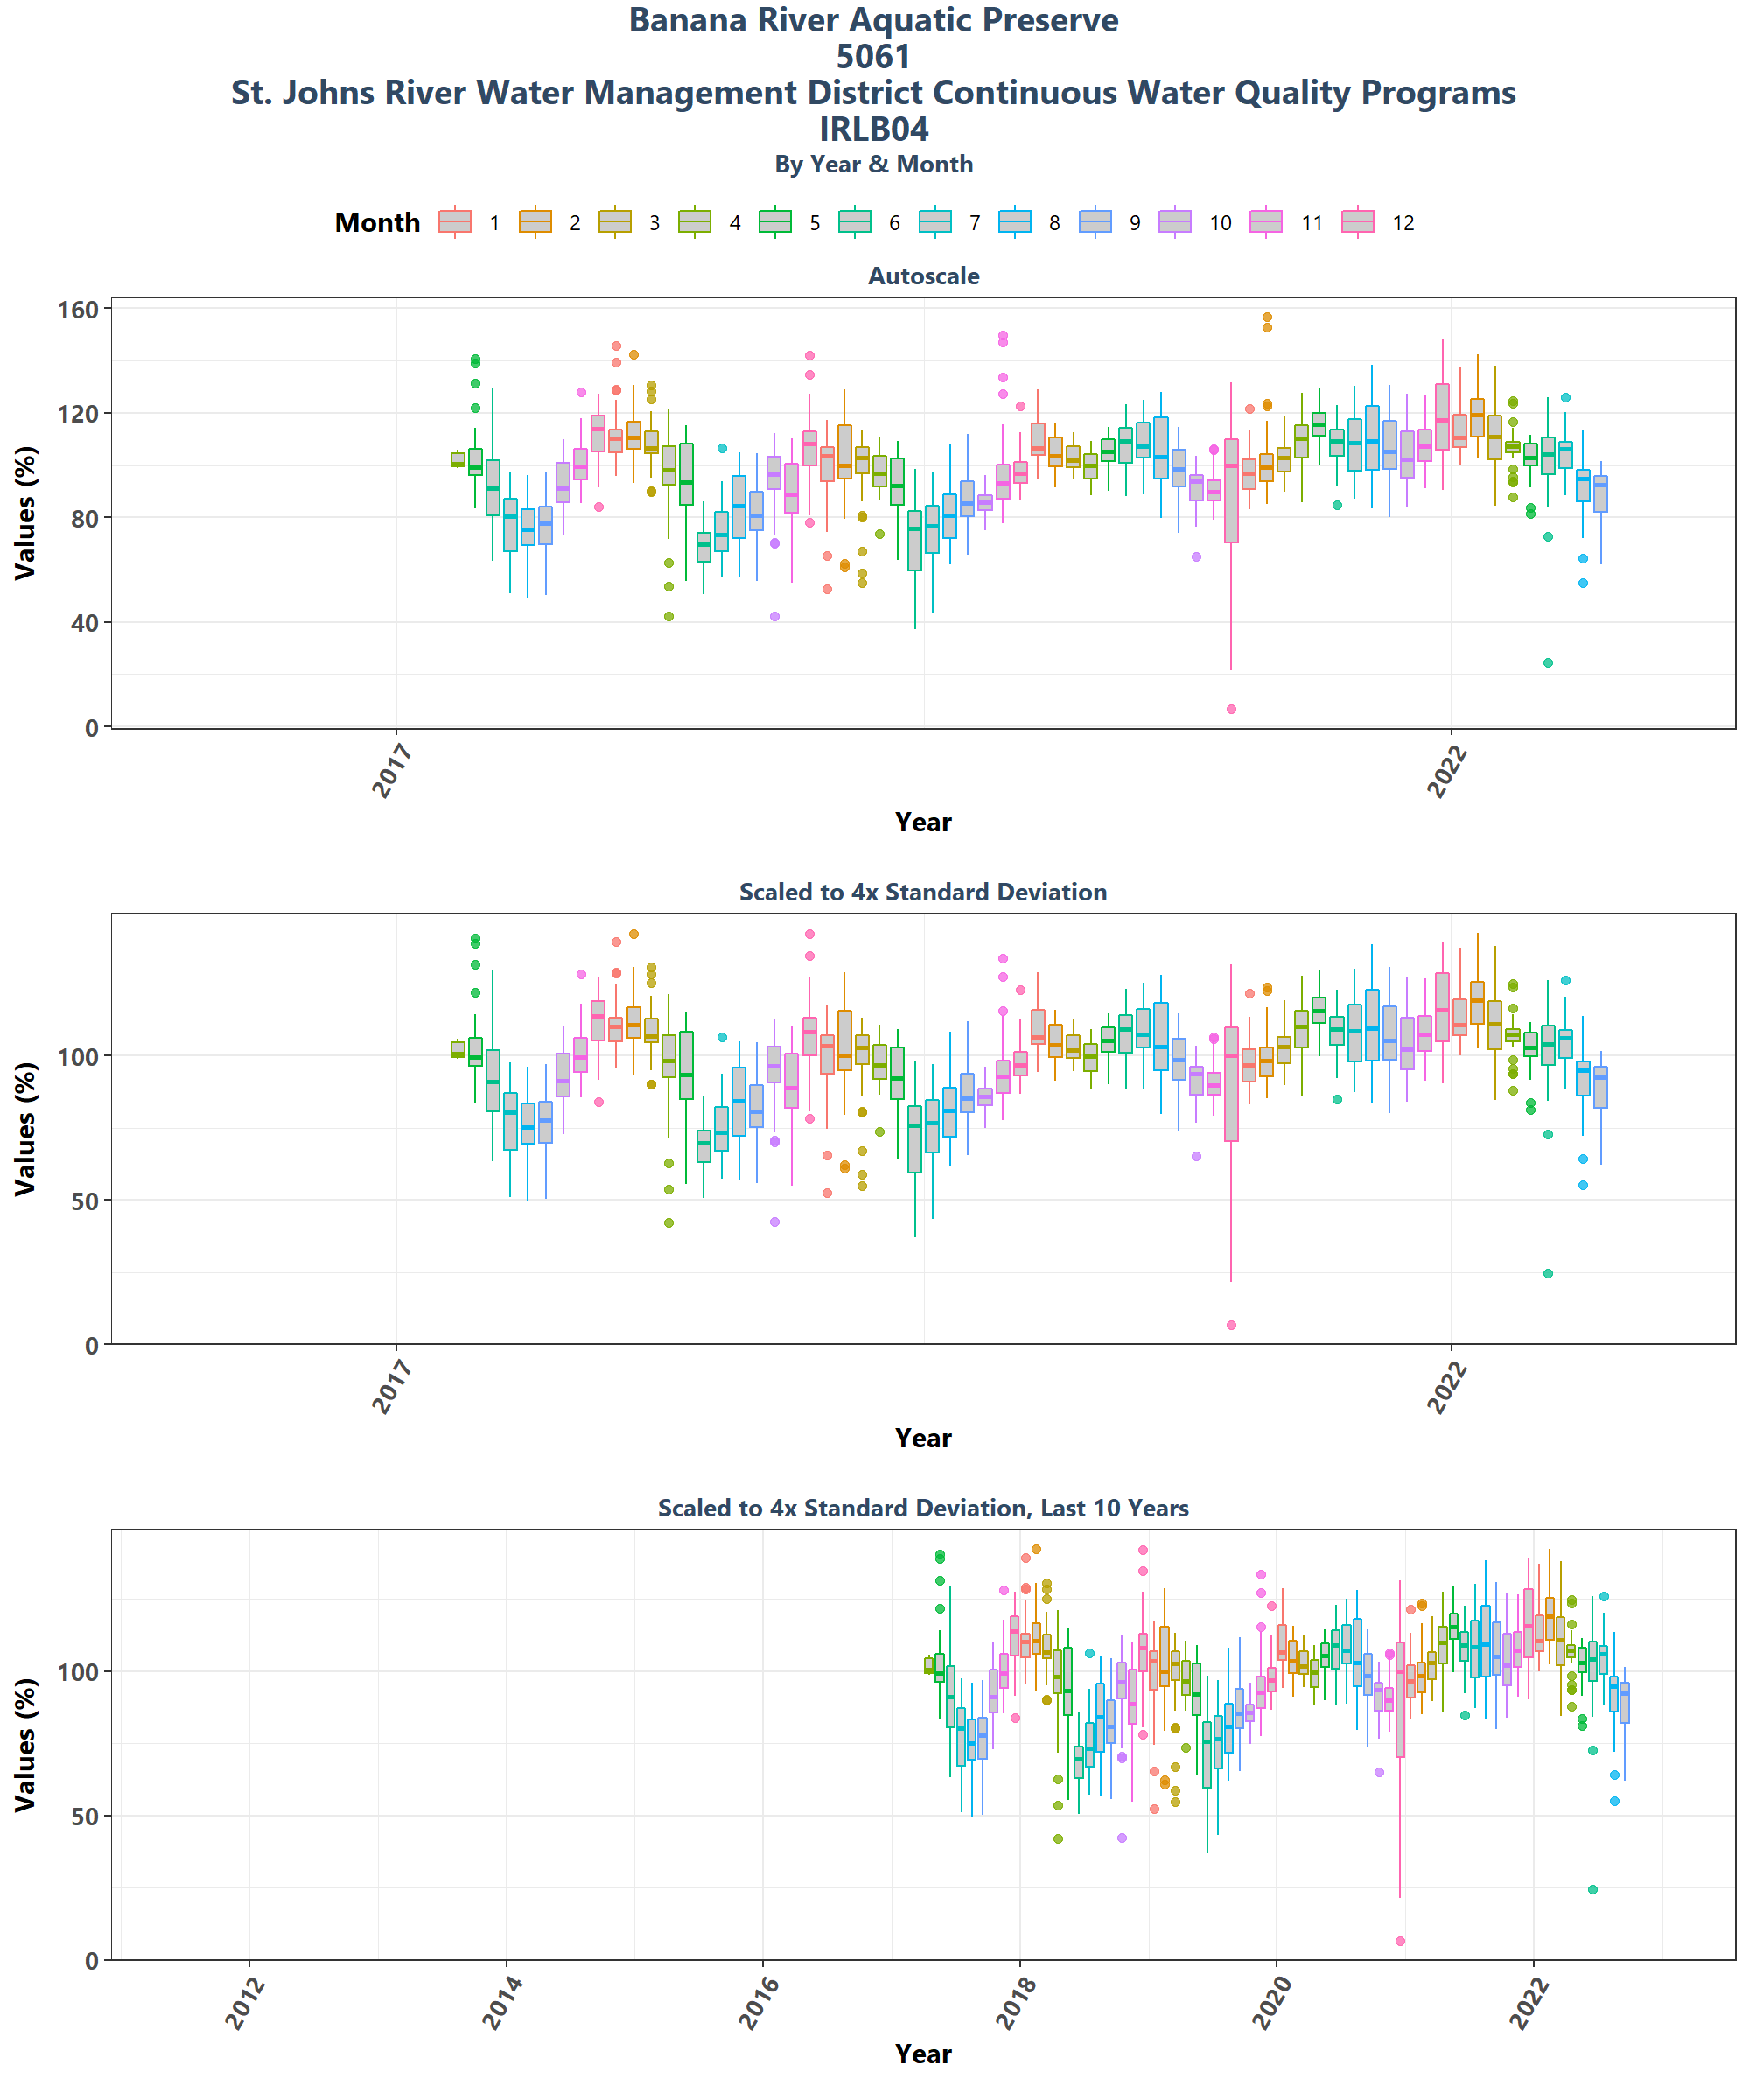 Banana River Aquatic Preserve
5061
St. Johns River Water Management District Continuous Water Quality Programs
IRLB04
By Year & Month
Month 1 2 3 4 5 6 7 8 9 10 11 12
Autoscale
Values (%)
160
120
80
40
0
2017 2022
Year
Scaled to 4x Standard Deviation
Values (%)
100
50
0
2017 2022
Year
Scaled to 4x Standard Deviation, Last 10 Years
Values (%)
100
50
0
2012 2014 2016 2018 2020 2022
Year